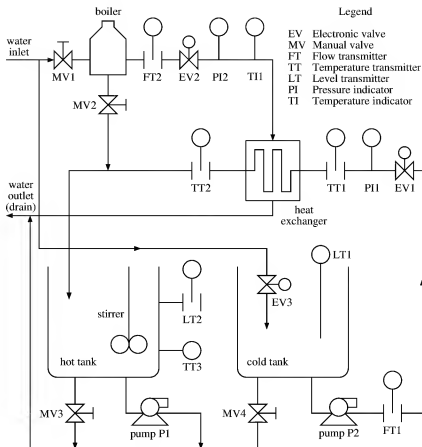 boiler
Legend
EV Electronic valve
MV Manual valve
FT Flow transmitter
TT Temperature transmitter
LT Level transmitter
PI Pressure indicator
TI Temperature indicator
water
inlet
MV1
FT2
EV2
PI2
TI1
MV2
TT2
TT1
PI1
EV1
water
outlet
(drain)
heat
exchanger
LT1
stirrer
LT2
EV3
hot tank
TT3
cold tank
MV3
pump P1
MV4
pump P2
FT1